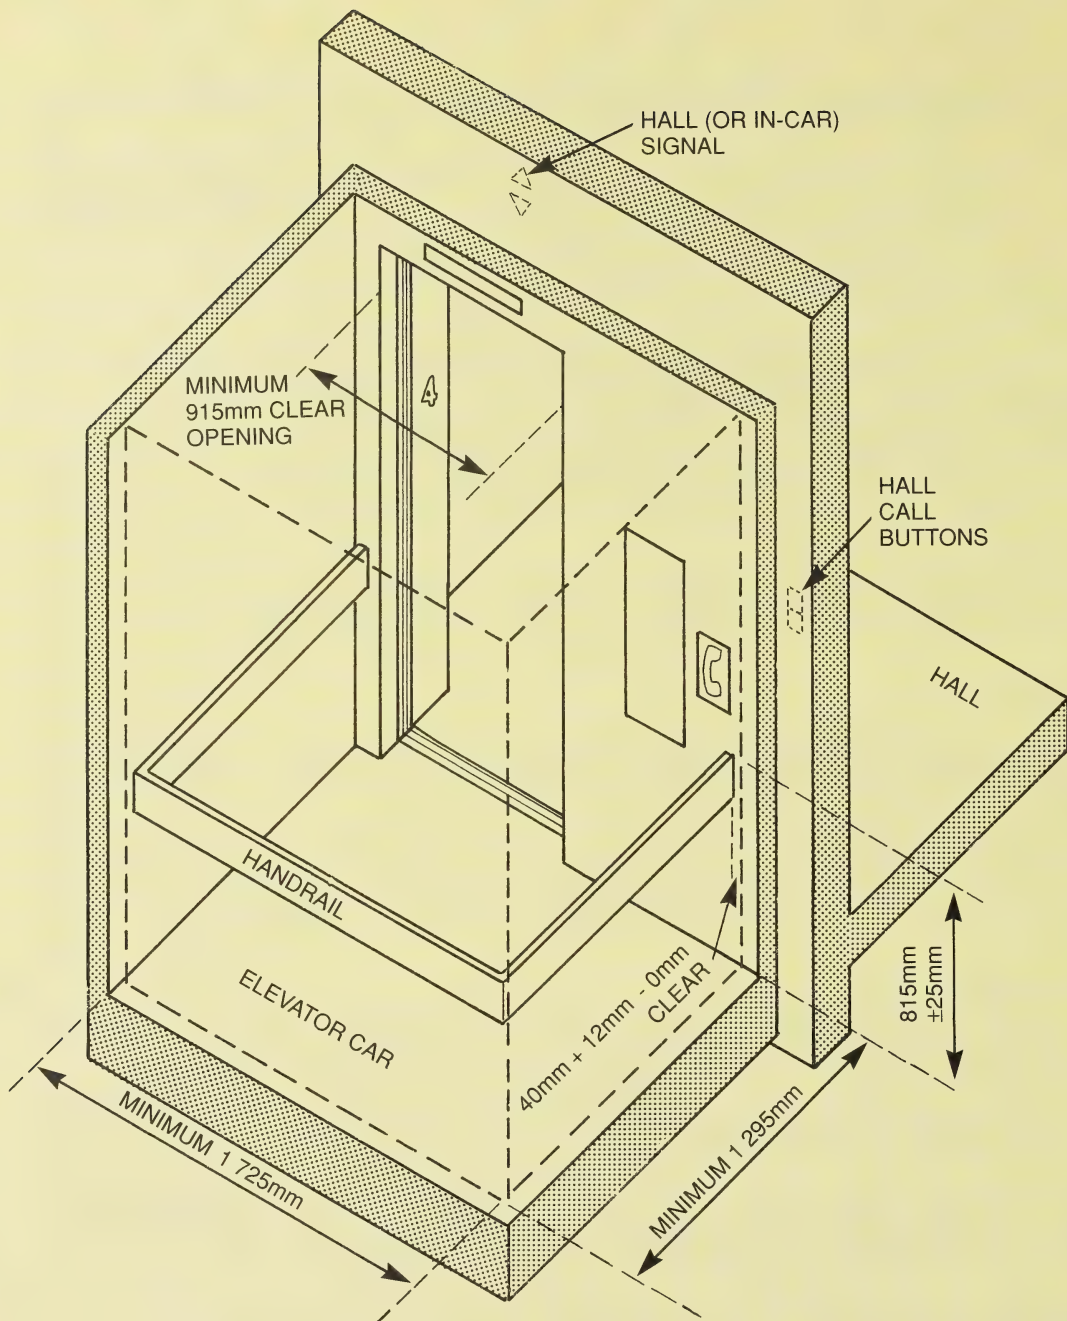 HALL (OR IN-CAR)
SIGNAL
MINIMUM
915mm CLEAR
OPENING
4
HALL
CALL
BUTTONS
HALL
HANDRAIL
ELEVATOR CAR
40mm + 12mm - 0mm
CLEAR
815mm
±25mm
MINIMUM 1 725mm
MINIMUM 1 295mm